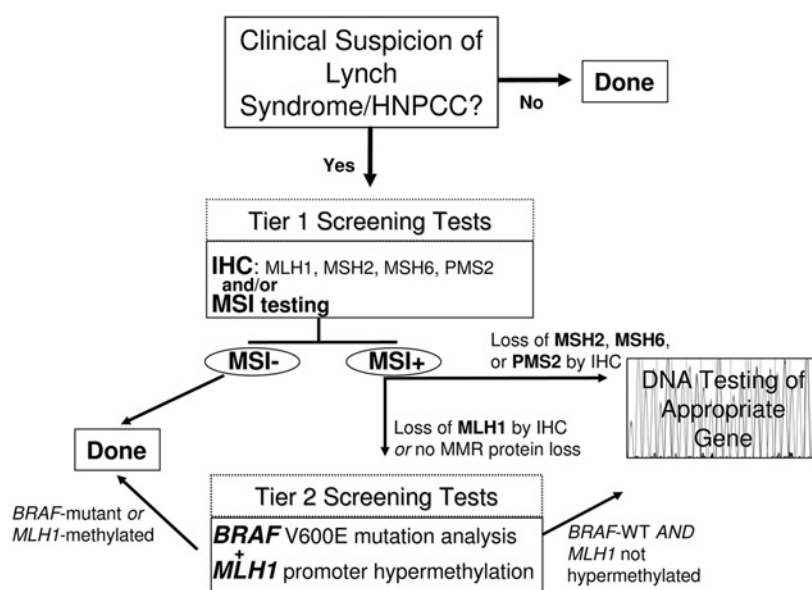 Clinical Suspicion of
Lynch
Syndrome/HNPCC?
No
Done
Yes
Tier 1 Screening Tests
IHC: MLH1, MSH2, MSH6, PMS2
and/or
MSI testing
MSI-
MSI+
Loss of MSH2, MSH6,
or PMS2 by IHC
DNA Testing of
Appropriate
Gene
Loss of MLH1 by IHC
or no MMR protein loss
Done
Tier 2 Screening Tests
BRAF-mutant or
MLH1-methylated
BRAF V600E mutation analysis
+
MLH1 promoter hypermethylation
BRAF-WT AND
MLH1 not
hypermethylated